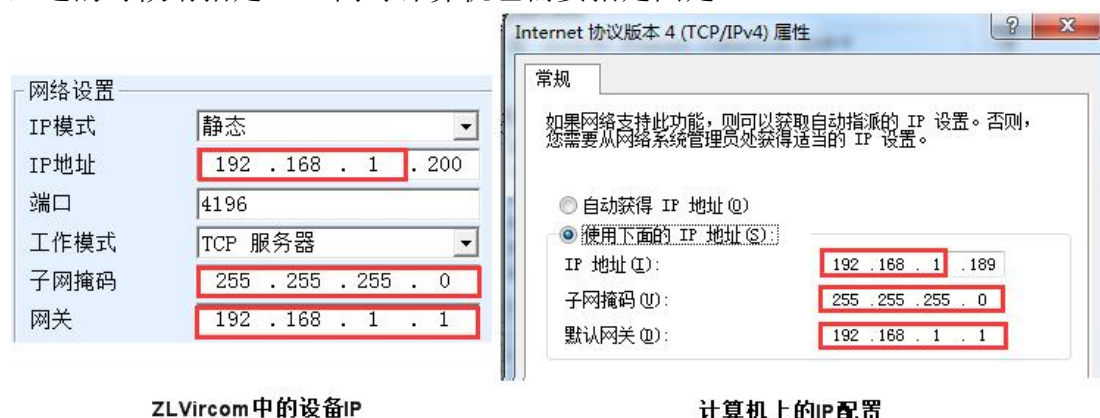 Internet 协议版本 4 (TCP/IPv4) 属性
常规
如果网络支持此功能，则可以获取自动指派的 IP 设置。否则，
您需要从网络系统管理员处获得适当的 IP 设置。
自动获得 IP 地址(O)
使用下面的 IP 地址(S):
IP 地址(I): 192 .168 . 1 .189
子网掩码(U): 255 .255 .255 . 0
默认网关(D): 192 .168 . 1 . 1
网络设置
IP模式 静态
IP地址 192 .168 . 1 .200
端口 4196
工作模式 TCP 服务器
子网掩码 255 .255 .255 . 0
网关 192 .168 . 1 . 1
ZLVircom中的设备IP
计算机上的IP配置